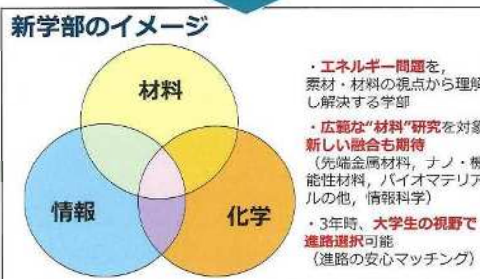 新学部のイメージ
材料
情報
化学
・エネルギー問題を,
素材・材料の視点から理解
し解決する学部
・広範な“材料”研究を対象
新しい融合も期待
(先端金属材料, ナノ・機
能性材料, バイオマテリア
ルの他, 情報科学)
・3年時, 大学生の視野で
進路選択可能
(進路の安心マッチング)